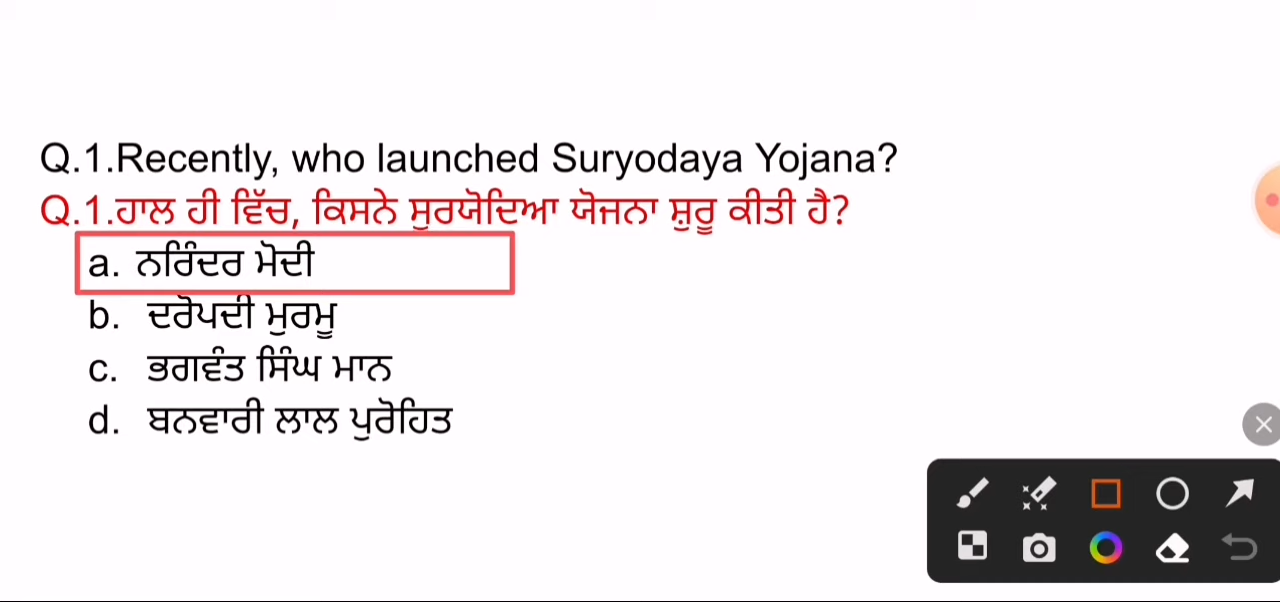 Q.1.Recently, who launched Suryodaya Yojana?
Q.1.ਹਾਲ ਹੀ ਵਿੱਚ, ਕਿਸਨੇ ਸੁਰਯੋਦਿਆ ਯੋਜਨਾ ਸ਼ੁਰੂ ਕੀਤੀ ਹੈ?
a. ਨਰਿੰਦਰ ਮੋਦੀ
b. ਦਰੋਪਦੀ ਮੁਰਮੂ
c. ਭਗਵੰਤ ਸਿੰਘ ਮਾਨ
d. ਬਨਵਾਰੀ ਲਾਲ ਪੁਰੋਹਿਤ